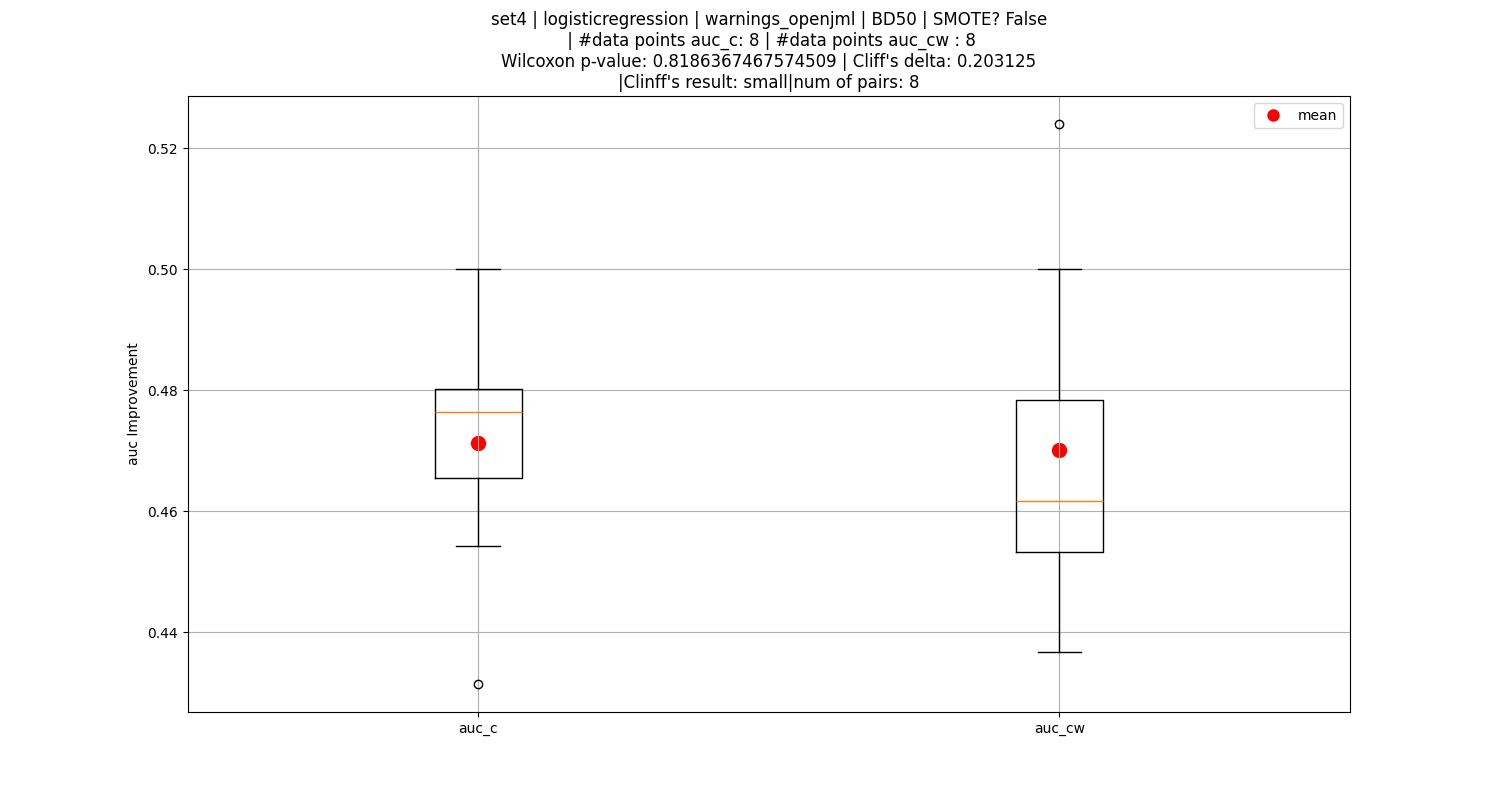 set4 | logisticregression | warnings_openjml | BD50 | SMOTE? False
| #data points auc_c: 8 | #data points auc_cw : 8
Wilcoxon p-value: 0.8186367467574509 | Cliff's delta: 0.203125
|Clinff's result: small|num of pairs: 8
mean
0.52
0.50
0.48
0.46
0.44
auc Improvement
auc_c
auc_cw